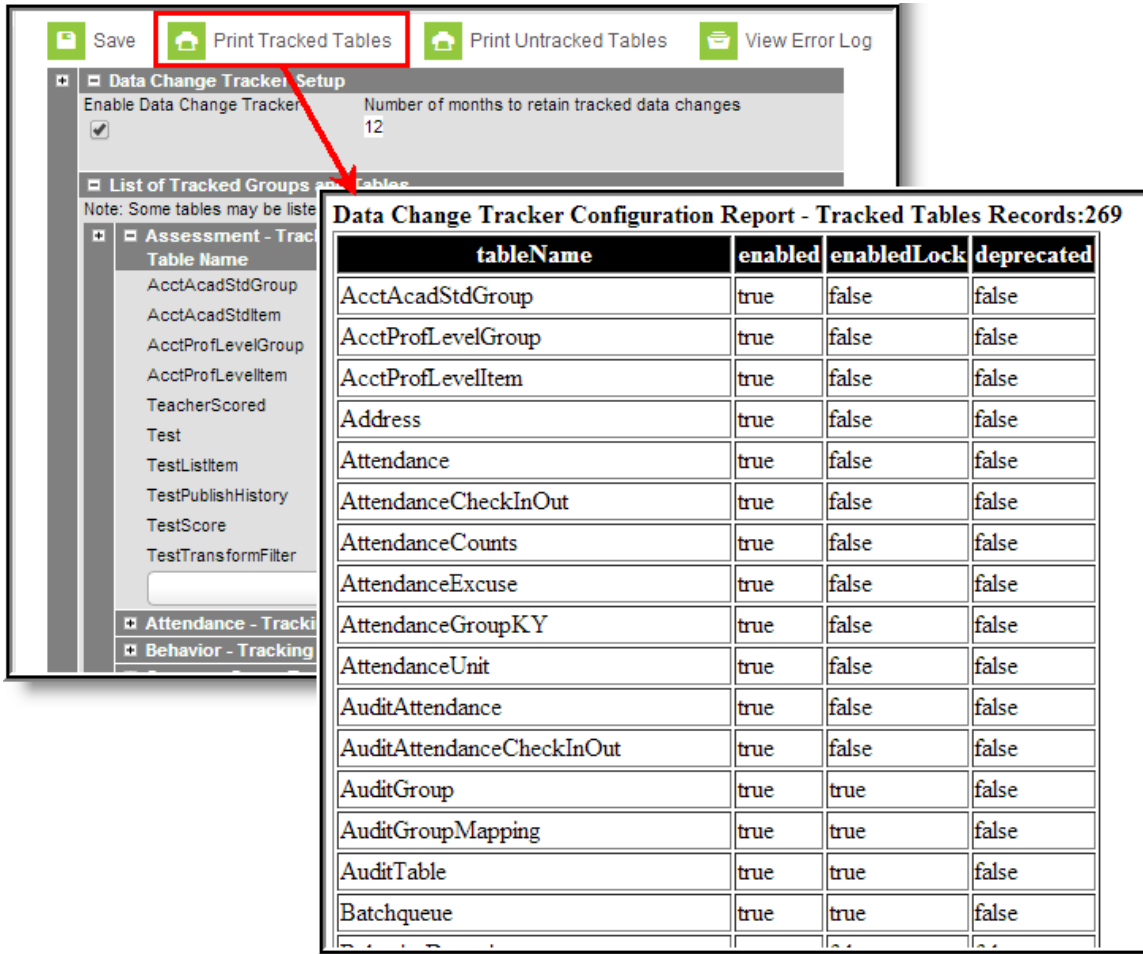 Save Print Tracked Tables Print Untracked Tables View Error Log
Data Change Tracker Setup
Enable Data Change Tracker Number of months to retain tracked data changes
12
List of Tracked Groups and Tables
Note: Some tables may be liste
Assessment - Trac
Table Name
AcctAcadStdGroup
AcctAcadStdItem
AcctProfLevelGroup
AcctProfLevelItem
TeacherScored
Test
TestListItem
TestPublishHistory
TestScore
TestTransformFilter
Attendance - Tracki
Behavior - Tracking
Data Change Tracker Configuration Report - Tracked Tables Records:269
tableName enabled enabledLock deprecated
AcctAcadStdGroup true false false
AcctProfLevelGroup true false false
AcctProfLevelItem true false false
Address true false false
Attendance true false false
AttendanceCheckInOut true false false
AttendanceCounts true false false
AttendanceExcuse true false false
AttendanceGroupKY true false false
AttendanceUnit true false false
AuditAttendance true false false
AuditAttendanceCheckInOut true false false
AuditGroup true true false
AuditGroupMapping true true false
AuditTable true true false
Batchqueue true true false